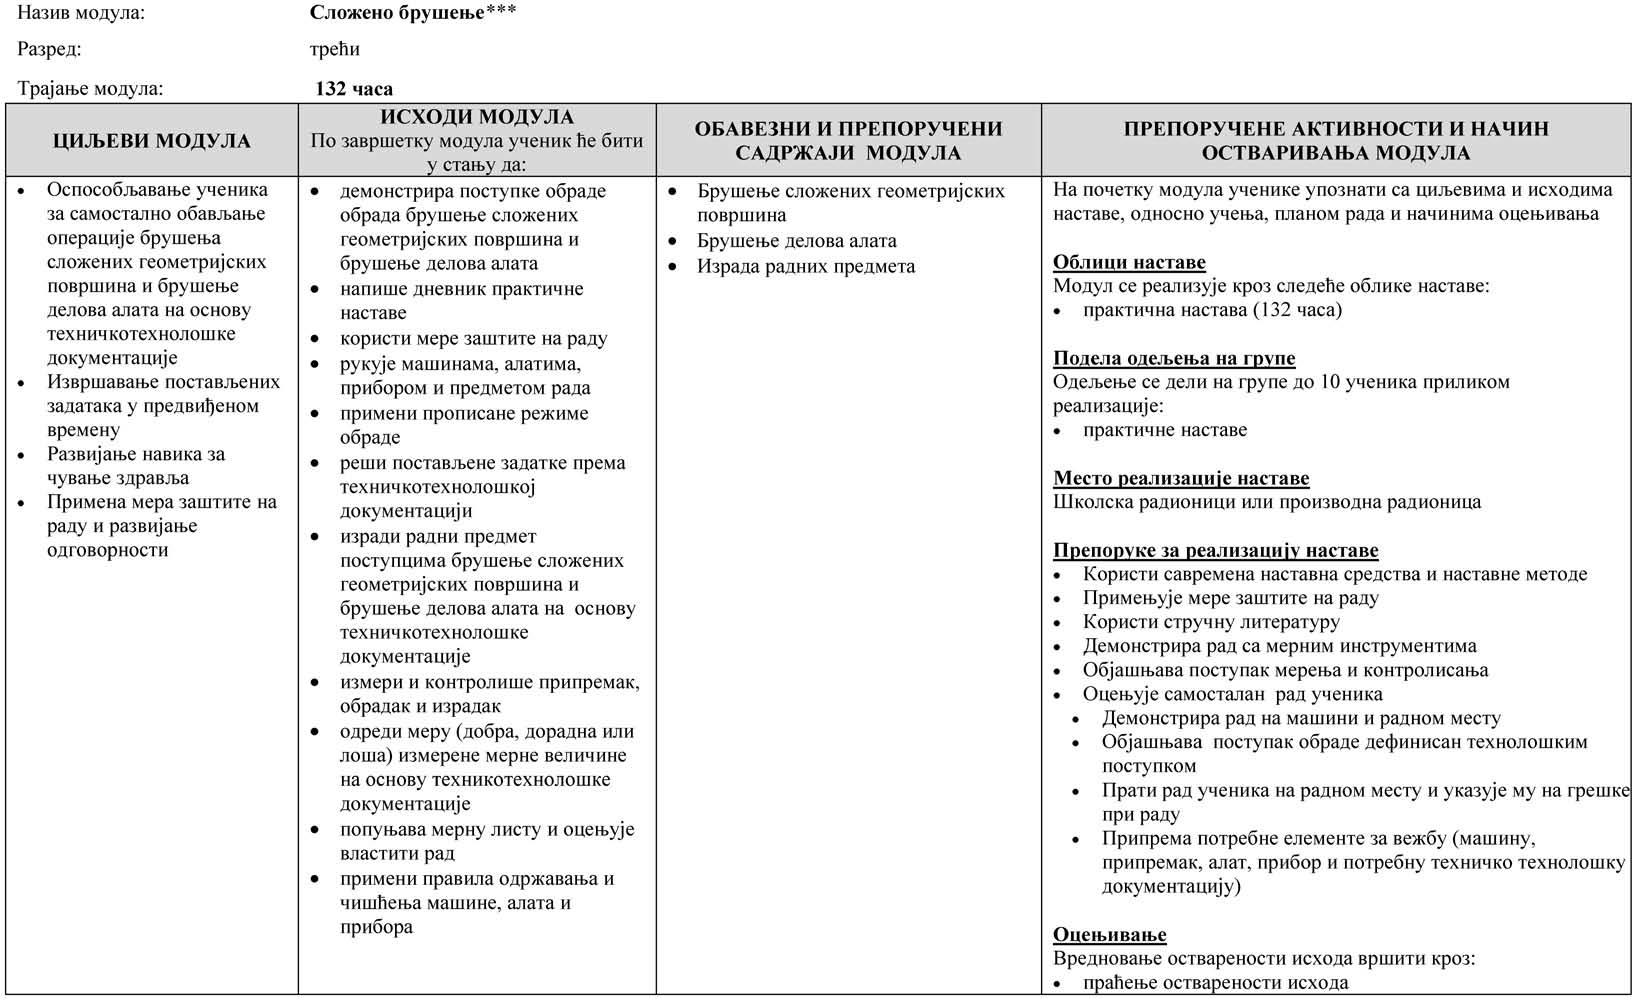 Назив модула: Сложено брушење***
Разред: трећи
Трајање модула: 132 часа
ЦИЉЕВИ МОДУЛА
ИСХОДИ МОДУЛА
По завршетку модула ученик ће бити
у стању да:
ОБАВЕЗНИ И ПРЕПОРУЧЕНИ
САДРЖАЈИ МОДУЛА
ПРЕПОРУЧЕНЕ АКТИВНОСТИ И НАЧИН
ОСТВАРИВАЊА МОДУЛА
• Оспособљавање ученика
за самостално обављање
операције брушења
сложених геометријских
површина и брушење
делова алата на основу
техничкотехнолошке
документације
• Извршавање постављених
задатака у предвиђеном
времену
• Развијање навика за
чување здравља
• Примена мера заштите на
раду и развијање
одговорности
• демонстрира поступке обраде
обрада брушење сложених
геометријских површина и
брушење делова алата
• напише дневник практичне
наставе
• користи мере заштите на раду
• рукује машинама, алатима,
прибором и предметом рада
• примени прописане режиме
обраде
• реши постављене задатке према
техничкотехнолошкој
документацији
• изради радни предмет
поступцима брушење сложених
геометријских површина и
брушење делова алата на основу
техничкотехнолошке
документације
• измери и контролише припремак,
обрадак и израдак
• одреди меру (добра, дорадна или
лоша) измерене мерне величине
на основу техникотехнолошке
документације
• попуњава мерну листу и оцењује
властити рад
• примени правила одржавања и
чишћења машине, алата и
прибора
• Брушење сложених геометријских
површина
• Брушење делова алата
• Израда радних предмета
На почетку модула ученике упознати са циљевима и исходима
наставе, односно учења, планом рада и начинима оцењивања
Облици наставе
Модул се реализује кроз следеће облике наставе:
• практична настава (132 часа)
Подела одељења на групе
Одељење се дели на групе до 10 ученика приликом
реализације:
• практичне наставе
Место реализације наставе
Школска радионици или производна радионица
Препоруке за реализацију наставе
• Користи савремена наставна средства и наставне методе
• Примењује мере заштите на раду
• Користи стручну литературу
• Демонстрира рад са мерним инструментима
• Објашњава поступак мерења и контролисања
• Оцењује самосталан рад ученика
• Демонстрира рад на машини и радном месту
• Објашњава поступак обраде дефинисан технолошким
поступком
• Прати рад ученика на радном месту и указује му на грешке
при раду
• Припрема потребне елементе за вежбу (машину,
припремак, алат, прибор и потребну техничко технолошку
документацију)
Оцењивање
Вредновање остварености исхода вршити кроз:
• праћење остварености исхода